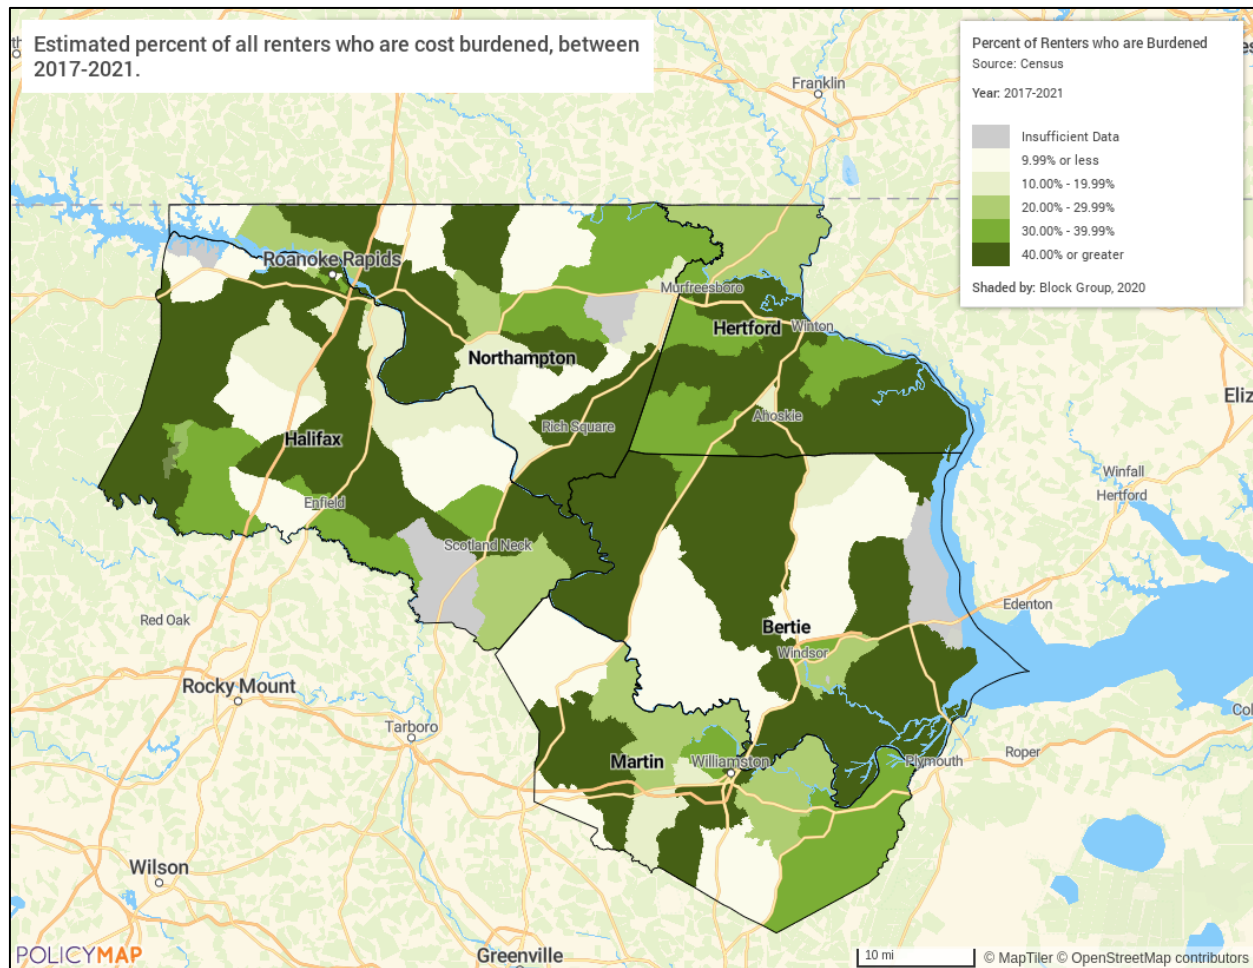 Estimated percent of all renters who are cost burdened, between
2017-2021.
Percent of Renters who are Burdened
Source: Census
Year: 2017-2021
Insufficient Data
9.99% or less
10.00% - 19.99%
20.00% - 29.99%
30.00% - 39.99%
40.00% or greater
Shaded by: Block Group, 2020
Franklin
Roanoke Rapids
Murfreesboro
Hertford
Winton
Northampton
Ahoskie
Eliz
Rich Square
Halifax
Winfall
Hertford
Enfield
Scotland Neck
Edenton
Red Oak
Bertie
Windsor
Rocky Mount
Col
Tarboro
Roper
Martin
Williamston
Plymouth
Wilson
Greenville
POLICYMAP
10 mi
© MapTiler © OpenStreetMap contributors